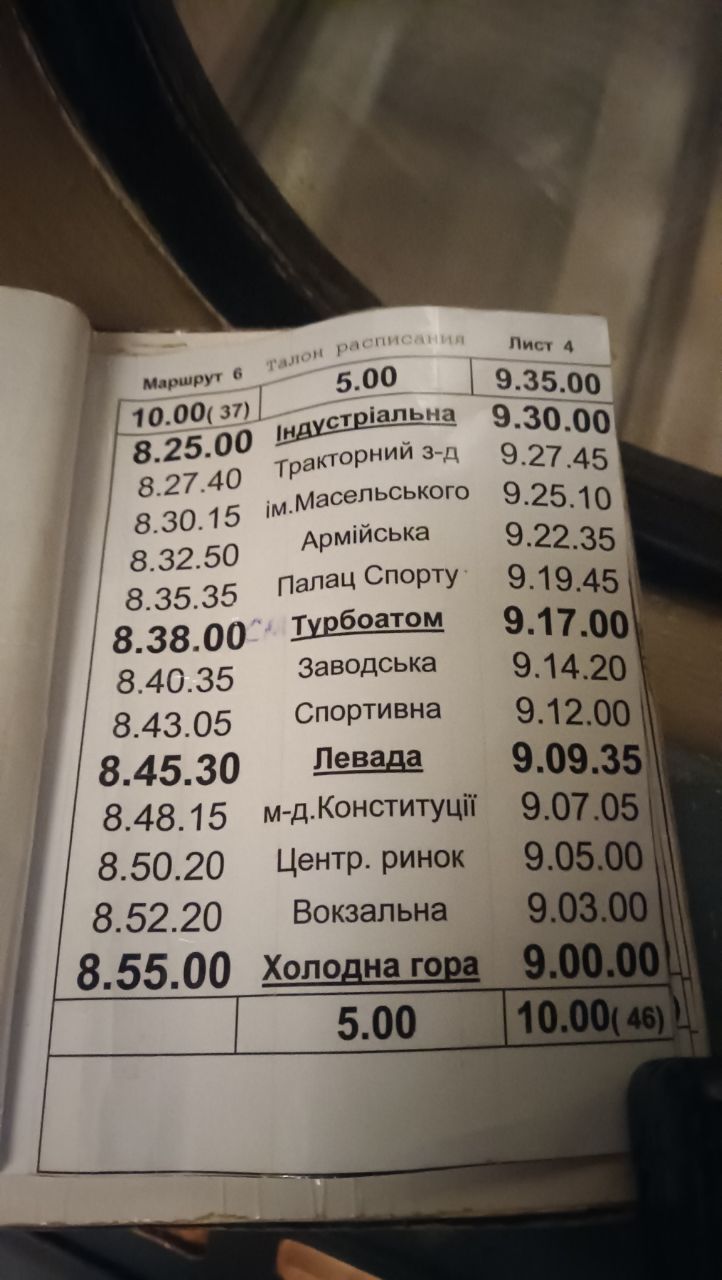 Маршрут 6 талон расписания Лист 4
10.00( 37) 5.00 9.35.00
8.25.00 Індустріальна 9.30.00
8.27.40 Тракторний з-д 9.27.45
8.30.15 ім.Масельського 9.25.10
8.32.50 Армійська 9.22.35
8.35.35 Палац Спорту 9.19.45
8.38.00 Турбоатом 9.17.00
8.40.35 Заводська 9.14.20
8.43.05 Спортивна 9.12.00
8.45.30 Левада 9.09.35
8.48.15 м-д.Конституції 9.07.05
8.50.20 Центр. ринок 9.05.00
8.52.20 Вокзальна 9.03.00
8.55.00 Холодна гора 9.00.00
5.00 10.00( 46)